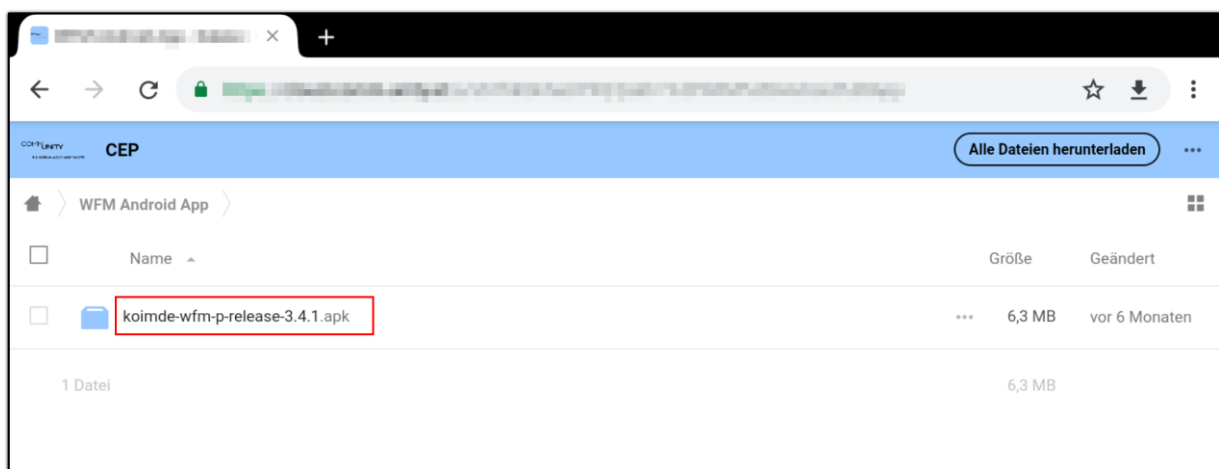 COMMUNITY
CEP
Alle Dateien herunterladen
WFM Android App
Name
Größe
Geändert
koimde-wfm-p-release-3.4.1.apk
6,3 MB
vor 6 Monaten
1 Datei
6,3 MB